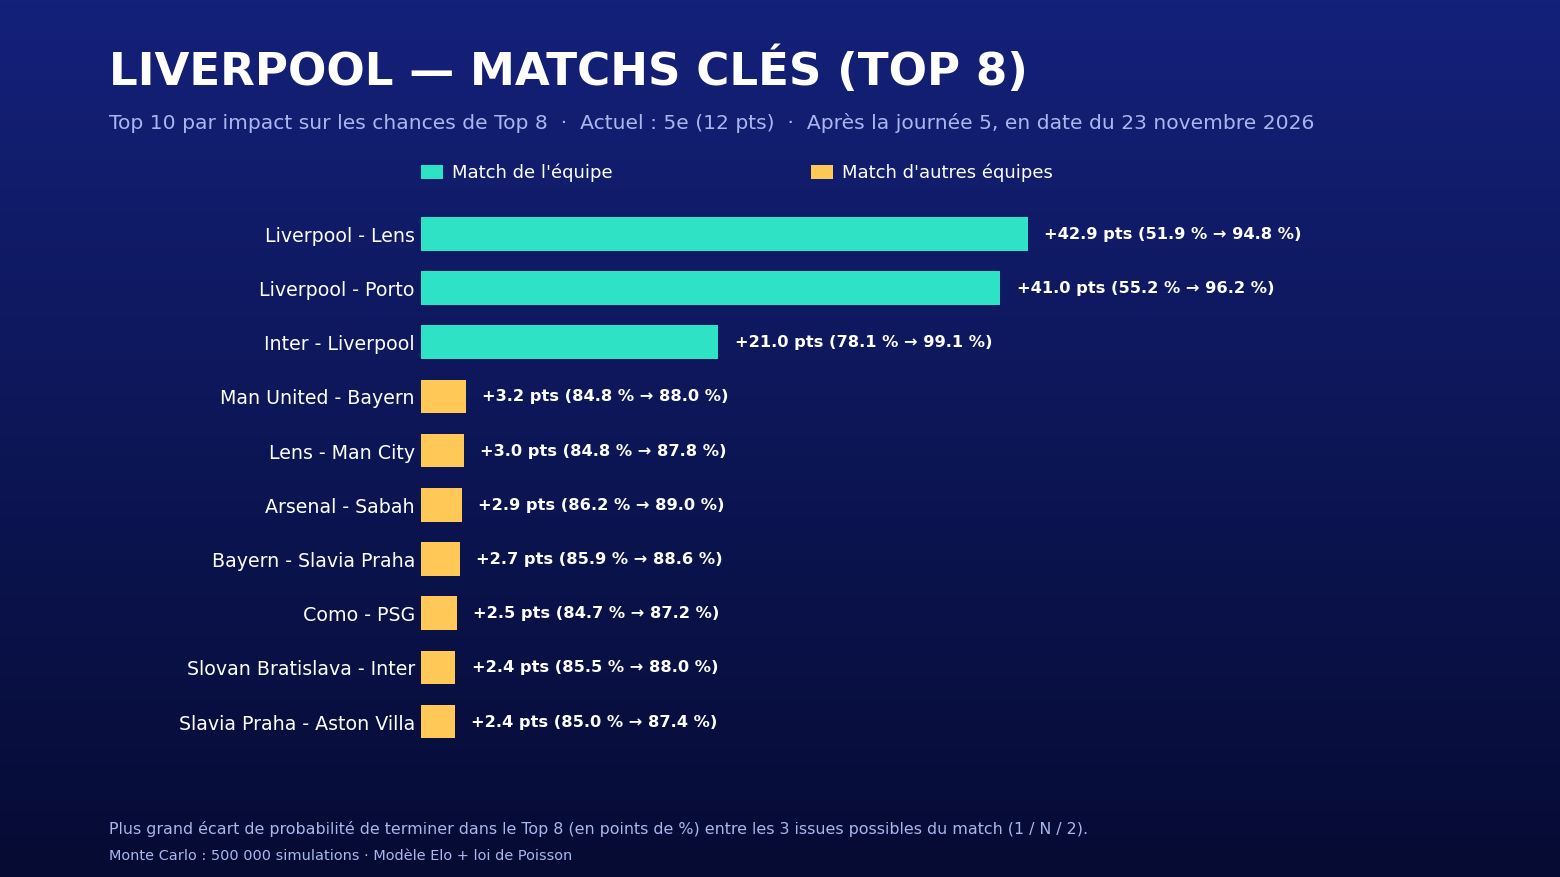 LIVERPOOL — MATCHS CLÉS (TOP 8)
Top 10 par impact sur les chances de Top 8 · Actuel : 5e (12 pts) · Après la journée 5, en date du 23 novembre 2026
Match de l'équipe Match d'autres équipes
Liverpool - Lens +42.9 pts (51.9 % → 94.8 %)
Liverpool - Porto +41.0 pts (55.2 % → 96.2 %)
Inter - Liverpool +21.0 pts (78.1 % → 99.1 %)
Man United - Bayern +3.2 pts (84.8 % → 88.0 %)
Lens - Man City +3.0 pts (84.8 % → 87.8 %)
Arsenal - Sabah +2.9 pts (86.2 % → 89.0 %)
Bayern - Slavia Praha +2.7 pts (85.9 % → 88.6 %)
Como - PSG +2.5 pts (84.7 % → 87.2 %)
Slovan Bratislava - Inter +2.4 pts (85.5 % → 88.0 %)
Slavia Praha - Aston Villa +2.4 pts (85.0 % → 87.4 %)
Plus grand écart de probabilité de terminer dans le Top 8 (en points de %) entre les 3 issues possibles du match (1 / N / 2).
Monte Carlo : 500 000 simulations · Modèle Elo + loi de Poisson